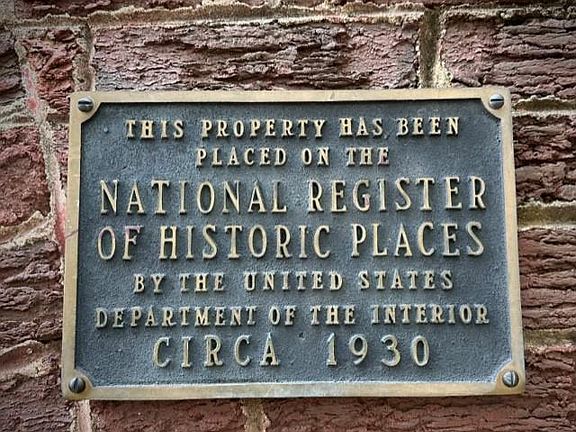 THIS PROPERTY HAS BEEN
PLACED ON THE
NATIONAL REGISTER
OF HISTORIC PLACES
BY THE UNITED STATES
DEPARTMENT OF THE INTERIOR
CIRCA 1930